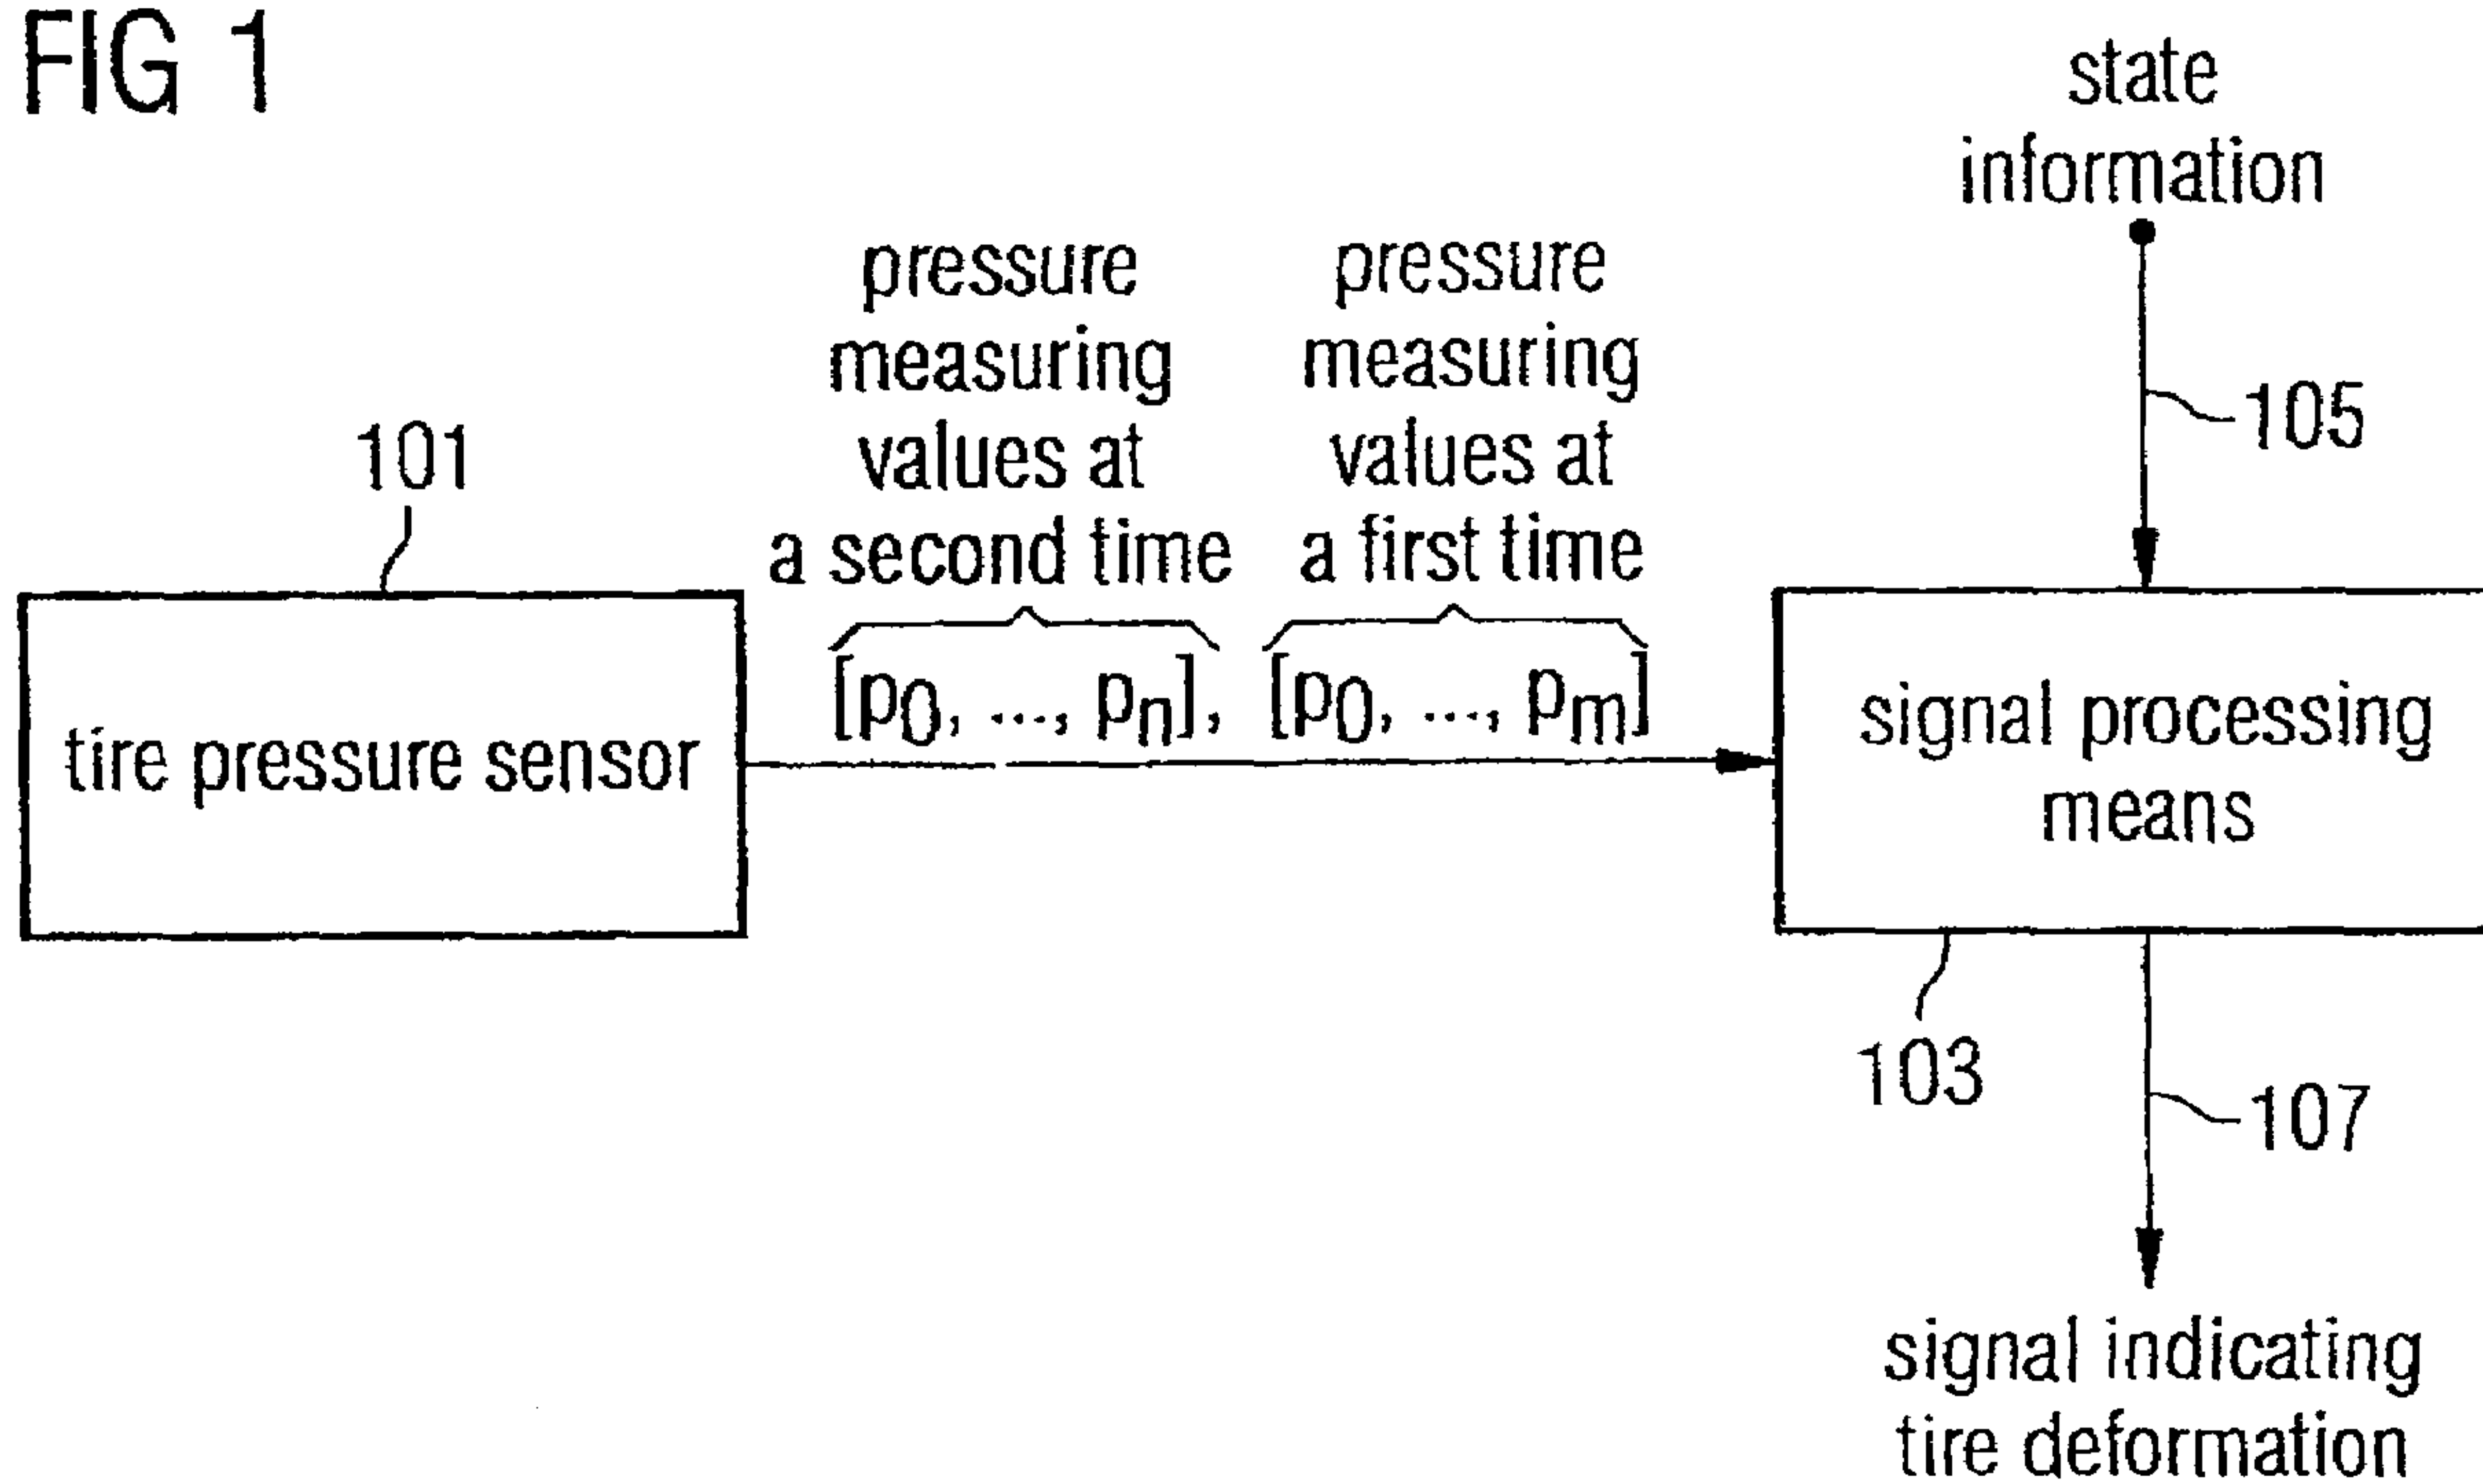 FIG 1
state
information
105
pressure
measuring
values at
a second time
pressure
measuring
values at
a first time
101
[p0, ..., pn], [p0, ..., pm]
tire pressure sensor
signal processing
means
103
107
signal indicating
tire deformation